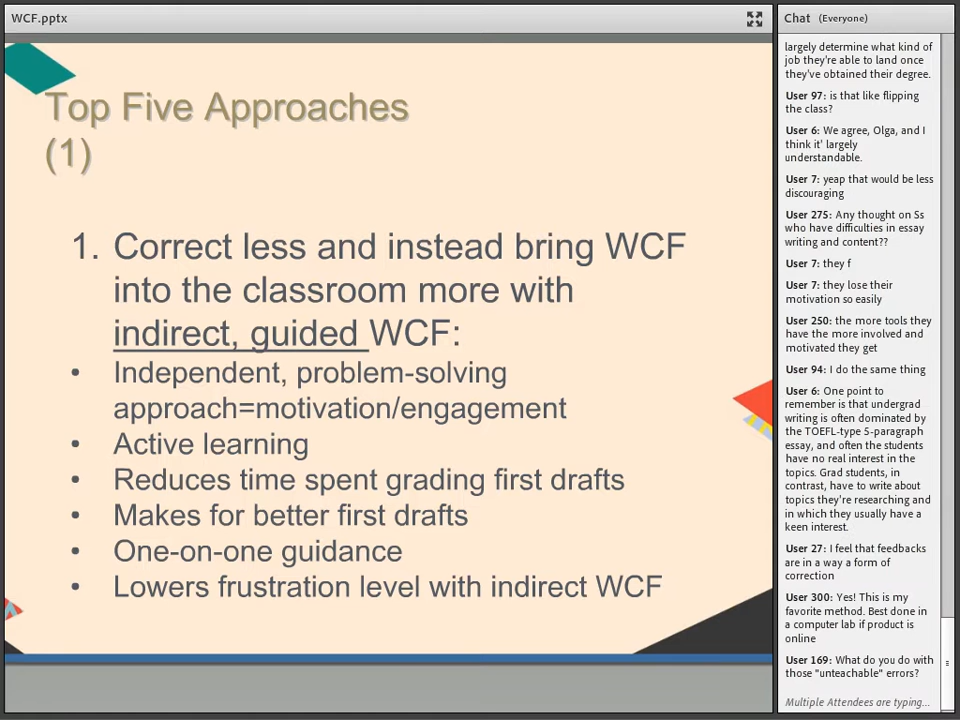 WCF.pptx
Top Five Approaches
(1)
1. Correct less and instead bring WCF
into the classroom more with
indirect, guided WCF:
• Independent, problem-solving
approach=motivation/engagement
• Active learning
• Reduces time spent grading first drafts
• Makes for better first drafts
• One-on-one guidance
• Lowers frustration level with indirect WCF
Chat (Everyone)
largely determine what kind of
job they're able to land once
they've obtained their degree.
User 97: is that like flipping
the class?
User 6: We agree, Olga, and I
think it' largely
understandable.
User 7: yeap that would be less
discouraging
User 275: Any thought on Ss
who have difficulties in essay
writing and content??
User 7: they f
User 7: they lose their
motivation so easily
User 250: the more tools they
have the more involved and
motivated they get
User 94: I do the same thing
User 6: One point to
remember is that undergrad
writing is often dominated by
the TOEFL-type 5-paragraph
essay, and often the students
have no real interest in the
topics. Grad students, in
contrast, have to write about
topics they're researching and
in which they usually have a
keen interest.
User 27: I feel that feedbacks
are in a way a form of
correction
User 300: Yes! This is my
favorite method. Best done in
a computer lab if product is
online
User 169: What do you do with
those "unteachable" errors?
Multiple Attendees are typing...